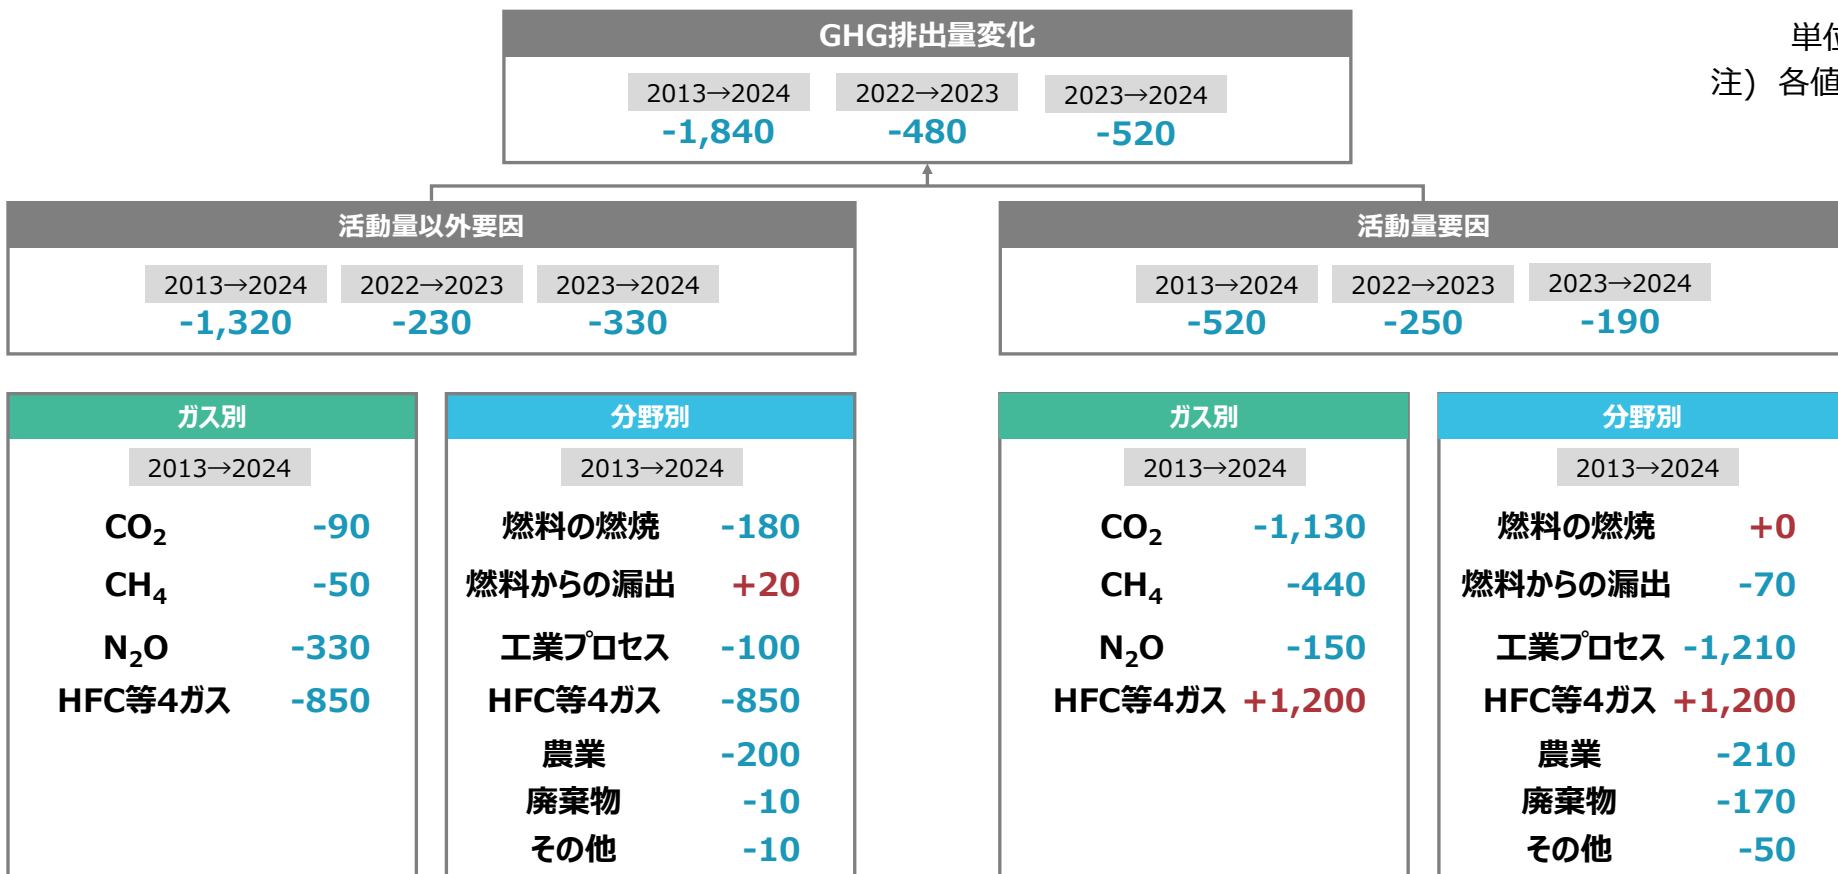 GHG排出量変化
2013→2024 2022→2023 2023→2024
-1,840 -480 -520
単位
注）各値
活動量以外要因
2013→2024 2022→2023 2023→2024
-1,320 -230 -330
活動量要因
2013→2024 2022→2023 2023→2024
-520 -250 -190
ガス別
2013→2024
CO₂ -90
CH₄ -50
N₂O -330
HFC等4ガス -850
分野別
2013→2024
燃料の燃焼 -180
燃料からの漏出 +20
工業プロセス -100
HFC等4ガス -850
農業 -200
廃棄物 -10
その他 -10
ガス別
2013→2024
CO₂ -1,130
CH₄ -440
N₂O -150
HFC等4ガス +1,200
分野別
2013→2024
燃料の燃焼 +0
燃料からの漏出 -70
工業プロセス -1,210
HFC等4ガス +1,200
農業 -210
廃棄物 -170
その他 -50